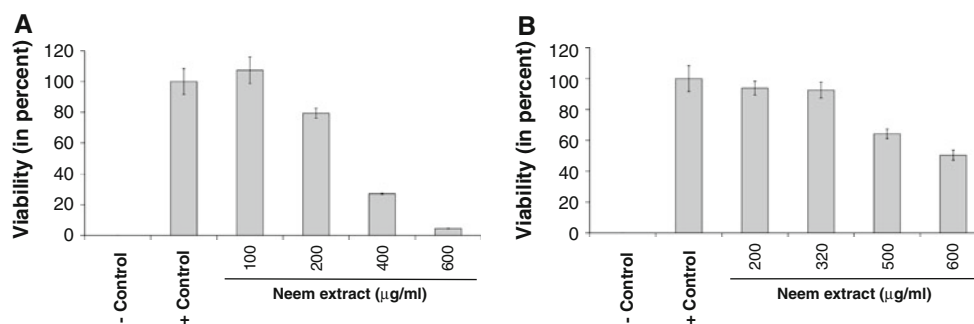 A
Viability (in percent)
120
100
80
60
40
20
0
- Control
+ Control
100
200
400
600
Neem extract (μg/ml)
B
Viability (in percent)
120
100
80
60
40
20
0
- Control
+ Control
200
320
500
600
Neem extract (μg/ml)